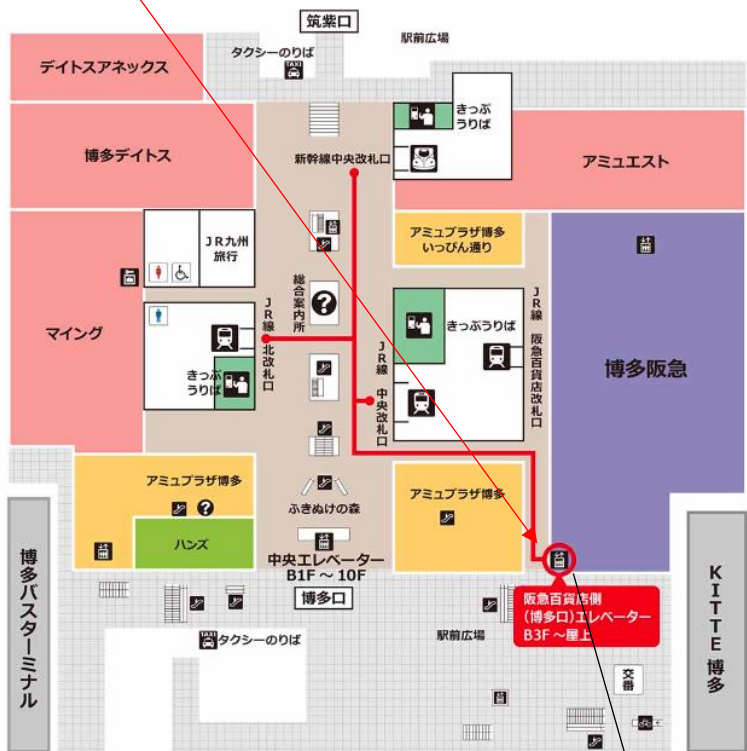 筑紫口
駅前広場
タクシーのりば
TAXI
デイトスアネックス
きっぷ
うりば
博多デイトス
新幹線中央改札口
アミュエスト
アミュプラザ博多
いっぴん通り
JR九州
旅行
総合案内所
?
マイング
JR線 北改札口
きっぷ
うりば
きっぷうりば
JR線 中央改札口
JR線 阪急百貨店改札口
博多阪急
アミュプラザ博多
?
アミュプラザ博多
ふきぬけの森
ハンズ
中央エレベーター
B1F ~ 10F
博多口
阪急百貨店側
(博多口)エレベーター
B3F ~屋上
博多バスターミナル
KITTE 博多
TAXI
タクシーのりば
駅前広場
交番